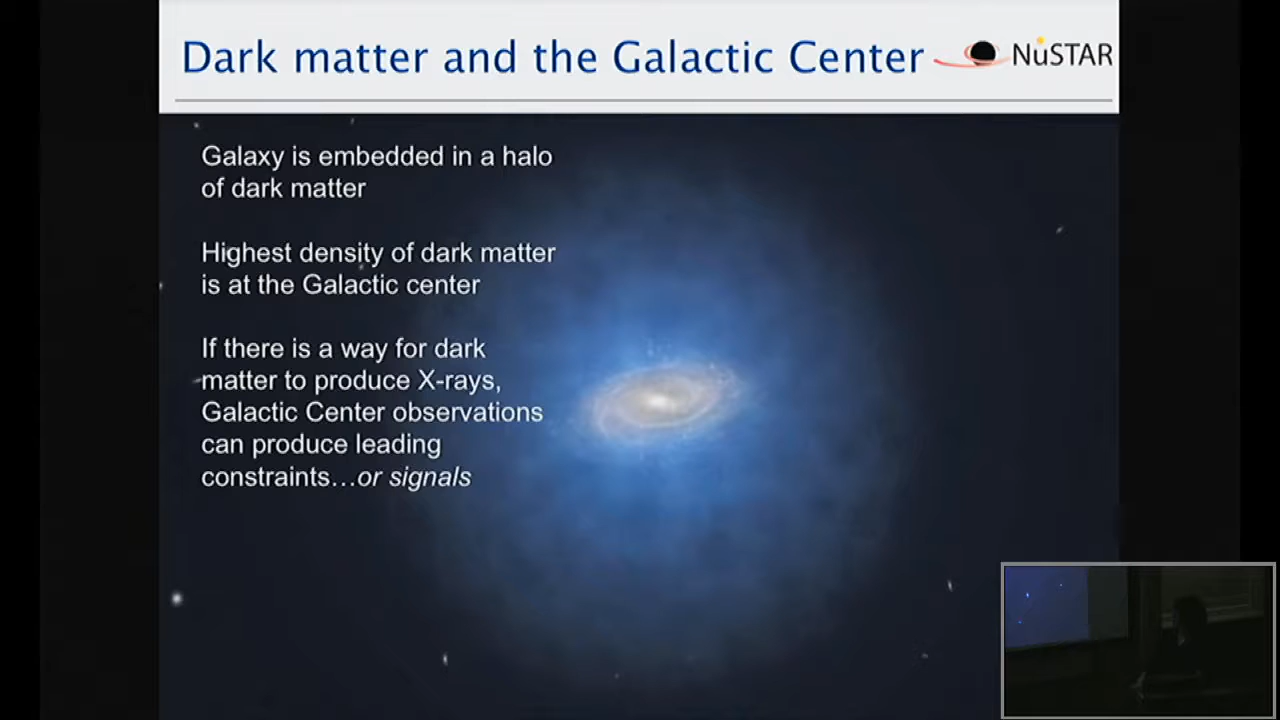 Dark matter and the Galactic Center
NuSTAR
Galaxy is embedded in a halo
of dark matter
Highest density of dark matter
is at the Galactic center
If there is a way for dark
matter to produce X-rays,
Galactic Center observations
can produce leading
constraints…or signals